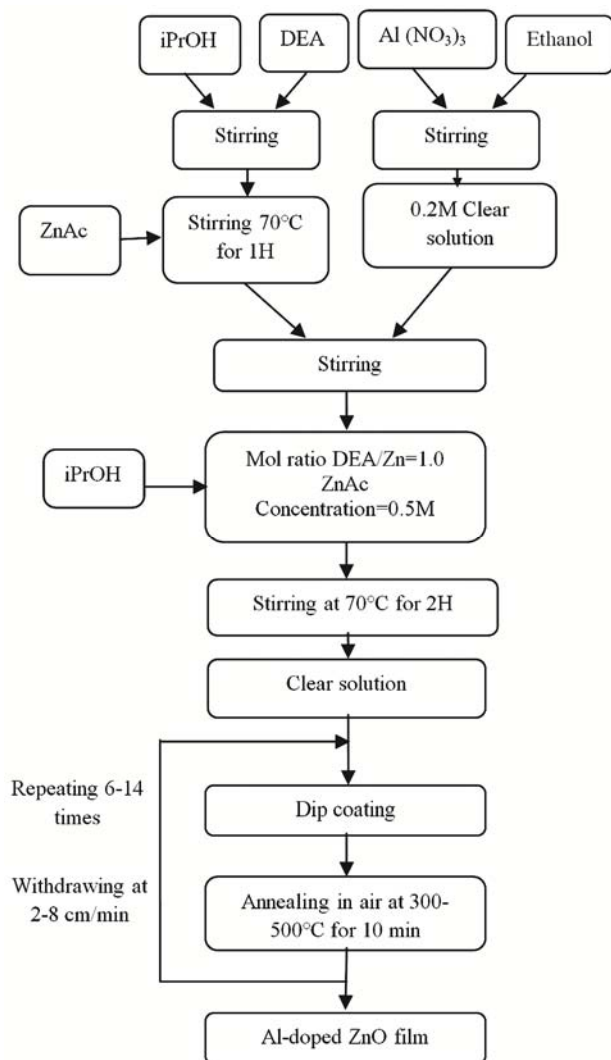 iPrOH
DEA
Al (NO₃)₃
Ethanol
Stirring
Stirring
ZnAc
Stirring 70°C
for 1H
0.2M Clear
solution
Stirring
iPrOH
Mol ratio DEA/Zn=1.0
ZnAc
Concentration=0.5M
Stirring at 70°C for 2H
Clear solution
Repeating 6-14
times
Dip coating
Withdrawing at
2-8 cm/min
Annealing in air at 300-
500°C for 10 min
Al-doped ZnO film